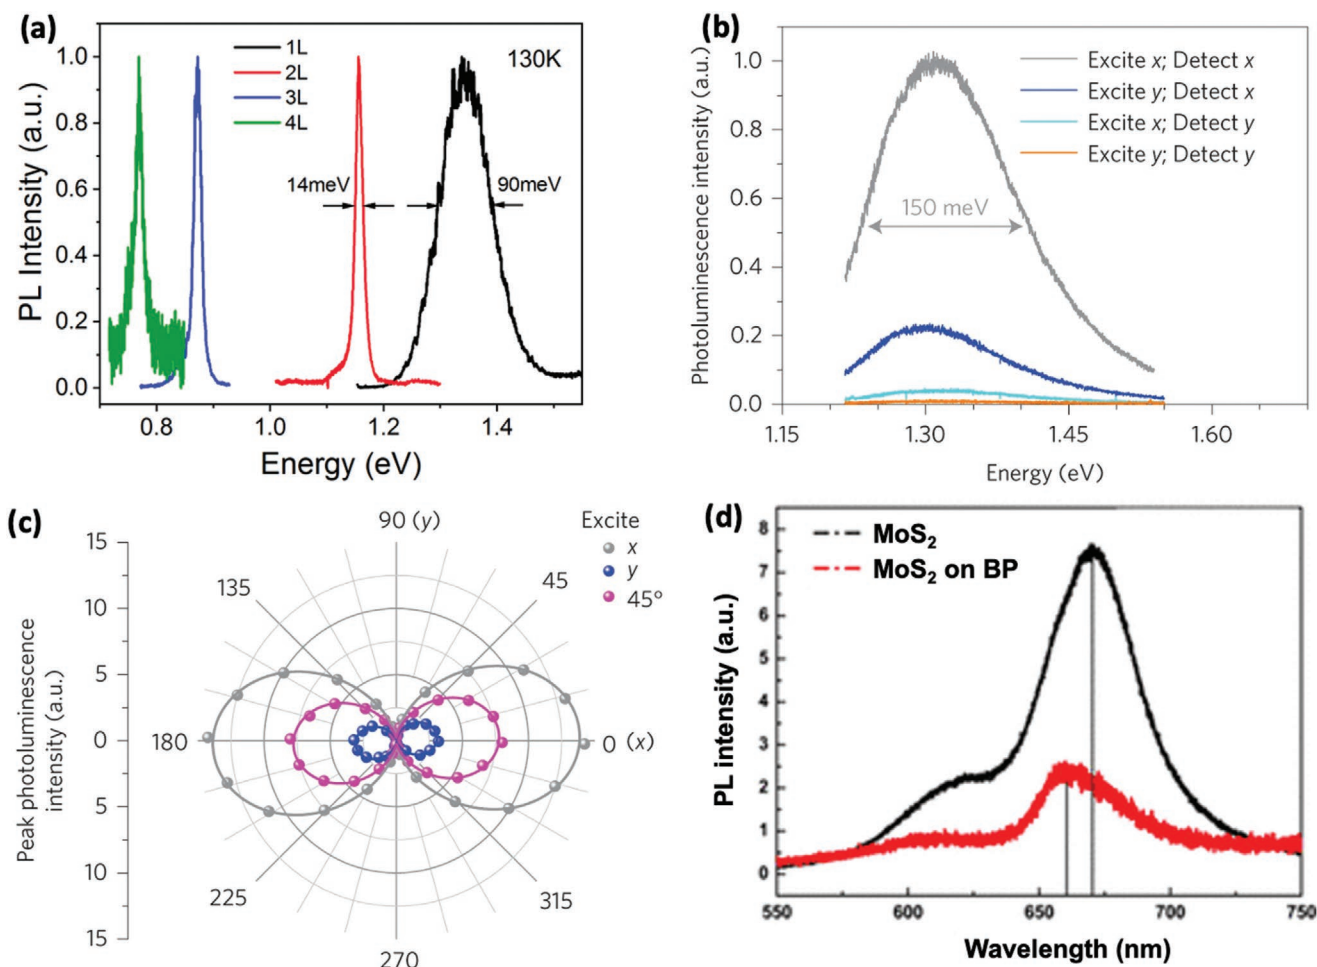 (a)
1L
2L
3L
4L
130K
14meV
90meV
PL Intensity (a.u.)
1.0
0.8
0.6
0.4
0.2
0.0
0.8 1.0 1.2 1.4
Energy (eV)
(b)
Excite x; Detect x
Excite y; Detect x
Excite x; Detect y
Excite y; Detect y
150 meV
Photoluminescence intensity (a.u.)
1.0
0.8
0.6
0.4
0.2
0.0
1.15 1.30 1.45 1.60
Energy (eV)
(c)
90 (y)
Excite
x
y
45°
135
45
180
0 (x)
225
315
270
Peak photoluminescence
intensity (a.u.)
15
10
5
0
5
10
15
(d)
MoS₂
MoS₂ on BP
PL intensity (a.u.)
8
7
6
5
4
3
2
1
0
550 600 650 700 750
Wavelength (nm)